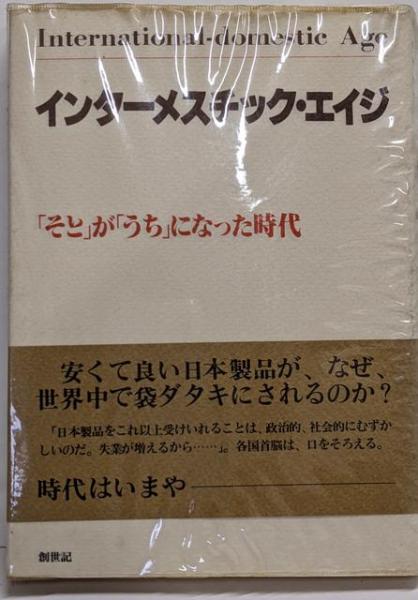 International-domestic Age
インターメスチック・エイジ
「そと」が「うち」になった時代
安くて良い日本製品が、なぜ、
世界中で袋ダタキにされるのか？
「日本製品をこれ以上受けいれることは、政治的、社会的にむずか
しいのだ。失業が増えるから……」。各国首脳は、口をそろえる。
時代はいまや――――
創世記